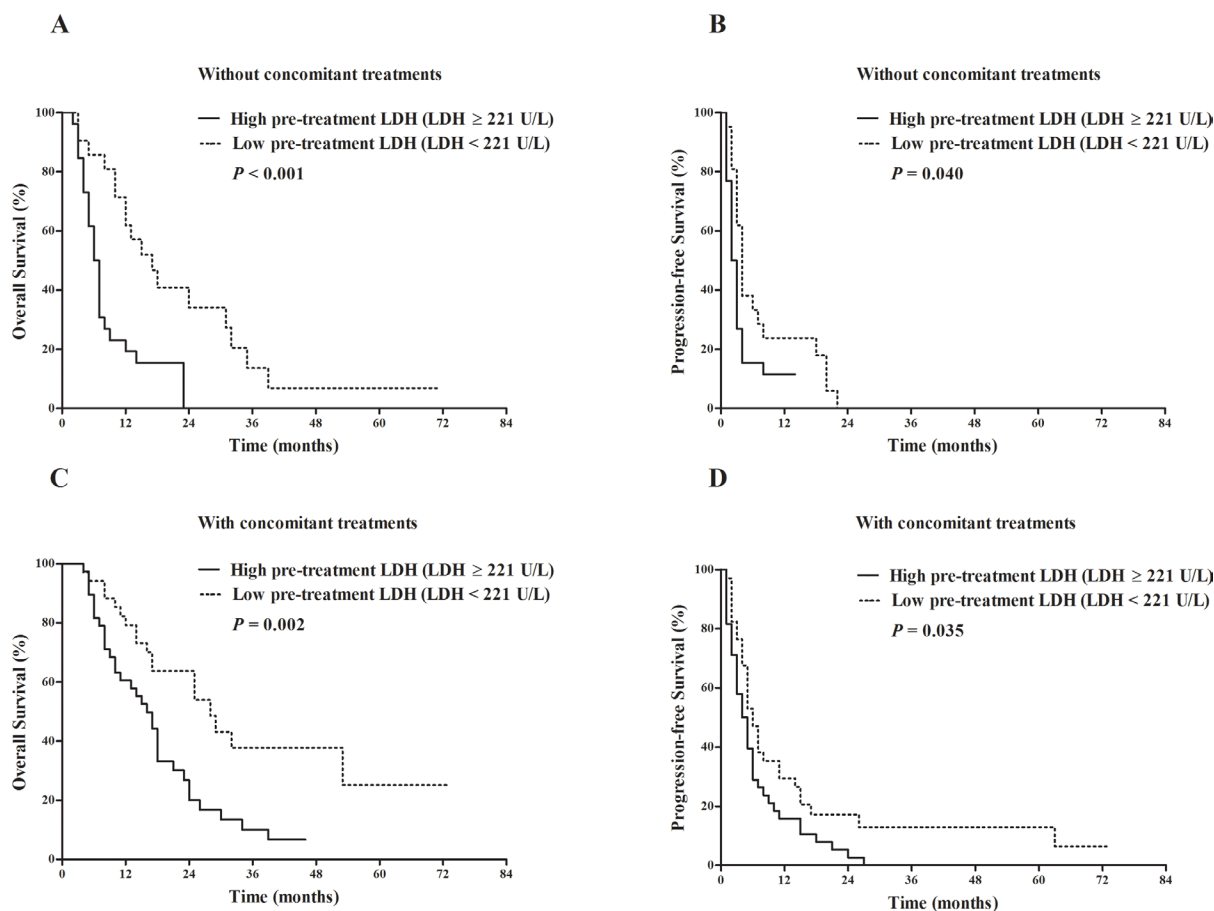 A
Without concomitant treatments
High pre-treatment LDH (LDH ≥ 221 U/L)
Low pre-treatment LDH (LDH < 221 U/L)
P < 0.001
Overall Survival (%)
100
80
60
40
20
0
0 12 24 36 48 60 72 84
Time (months)
B
Without concomitant treatments
High pre-treatment LDH (LDH ≥ 221 U/L)
Low pre-treatment LDH (LDH < 221 U/L)
P = 0.040
Progression-free Survival (%)
100
80
60
40
20
0
0 12 24 36 48 60 72 84
Time (months)
C
With concomitant treatments
High pre-treatment LDH (LDH ≥ 221 U/L)
Low pre-treatment LDH (LDH < 221 U/L)
P = 0.002
Overall Survival (%)
100
80
60
40
20
0
0 12 24 36 48 60 72 84
Time (months)
D
With concomitant treatments
High pre-treatment LDH (LDH ≥ 221 U/L)
Low pre-treatment LDH (LDH < 221 U/L)
P = 0.035
Progression-free Survival (%)
100
80
60
40
20
0
0 12 24 36 48 60 72 84
Time (months)